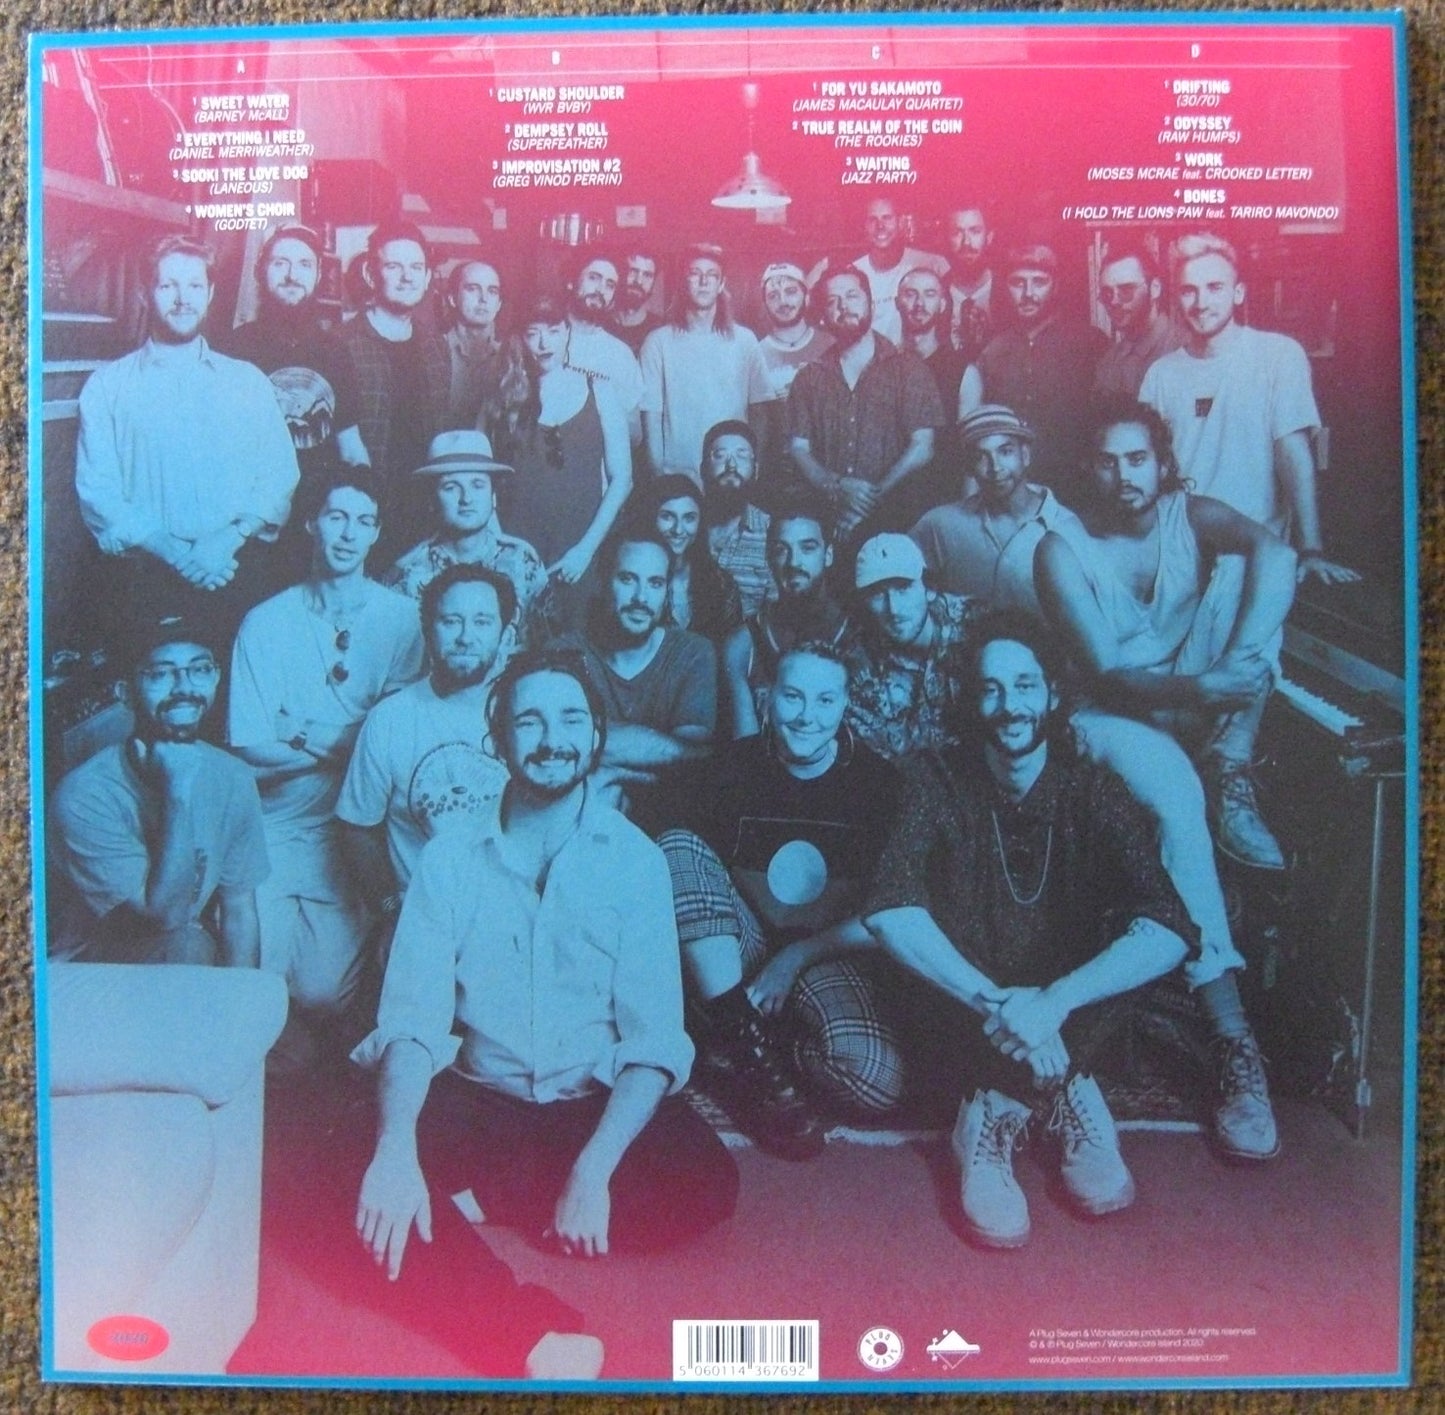 A
1 SWEET WATER
(BARNEY McALL)
2 EVERYTHING I NEED
(DANIEL MERRIWEATHER)
3 SOOKI THE LOVE DOG
(LANEOUS)
4 WOMEN'S CHOIR
(GODTET)
B
1 CUSTARD SHOULDER
(WVR BVBY)
2 DEMPSEY ROLL
(SUPERFEATHER)
3 IMPROVISATION #2
(GREG VINOD PERRIN)
C
1 FOR YU SAKAMOTO
(JAMES MACAULAY QUARTET)
2 TRUE REALM OF THE COIN
(THE ROOKIES)
3 WAITING
(JAZZ PARTY)
D
1 DRIFTING
(30/70)
2 ODYSSEY
(RAW HUMPS)
3 WORK
(MOSES MCRAE feat. CROOKED LETTER)
4 BONES
(I HOLD THE LIONS PAW feat. TARIRO MAVONDO)
5 060114 367692
PLUG SEVEN
A Plug Seven & Wondercore production. All rights reserved.
© & ℗ Plug Seven / Wondercore Island 2020
www.plugseven.com / www.wondercoreisland.com